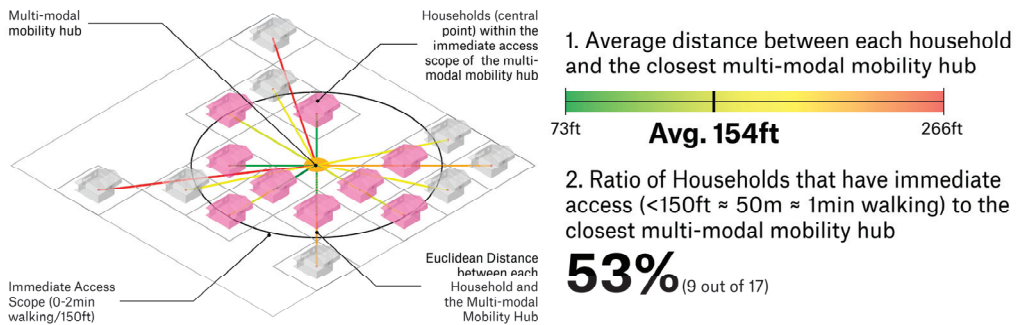 Multi-modal
mobility hub
Households (central
point) within the
immediate access
scope of the multi-
modal mobility hub
Immediate Access
Scope (0-2min
walking/150ft)
Euclidean Distance
between each
Household and
the Multi-modal
Mobility Hub
1. Average distance between each household
and the closest multi-modal mobility hub
73ft
Avg. 154ft
266ft
2. Ratio of Households that have immediate
access (<150ft ≈ 50m ≈ 1min walking) to the
closest multi-modal mobility hub
53% (9 out of 17)